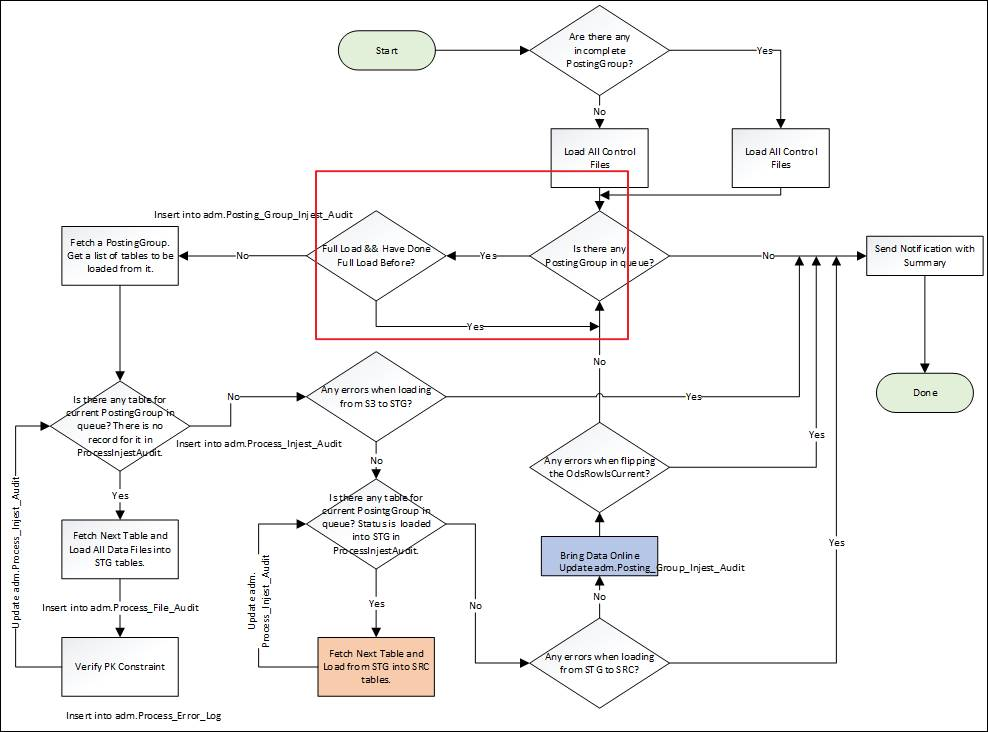 Start
Are there any
incomplete
PostingGroup?
Yes
No
Load All Control
Files
Load All Control
Files
Insert into adm.Posting_Group_Injest_Audit
Fetch a PostingGroup.
Get a list of tables to be
loaded from it.
No
Full Load && Have Done
Full Load Before?
Yes
Is there any
PostingGroup in queue?
No
Send Notification with
Summary
Yes
No
Done
Is there any table for
current PostingGroup in
queue? There is no
record for it in
ProcessInjestAudit.
No
Any errors when loading
from S3 to STG?
Yes
Insert into adm.Process_Injest_Audit
Yes
No
Any errors when flipping
the OdsRowIsCurrent?
Yes
Is there any table for
current PosintgGroup in
queue? Status is loaded
into STG in
ProcessInjestAudit.
Update adm.Process_Injest_Audit
Fetch Next Table and
Load All Data Files into
STG tables.
Update adm.
Process_Injest_Audit
Bring Data Online
Update adm.Posting_Group_Injest_Audit
Yes
Insert into adm.Process_File_Audit
Yes
No
No
Verify PK Constraint
Fetch Next Table and
Load from STG into SRC
tables.
Any errors when loading
from STG to SRC?
Insert into adm.Process_Error_Log